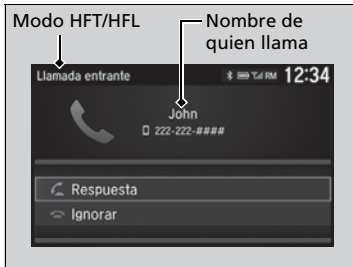 Modo HFT/HFL
Nombre de
quien llama
Llamada entrante
12:34
John
222-222-####
Respuesta
Ignorar